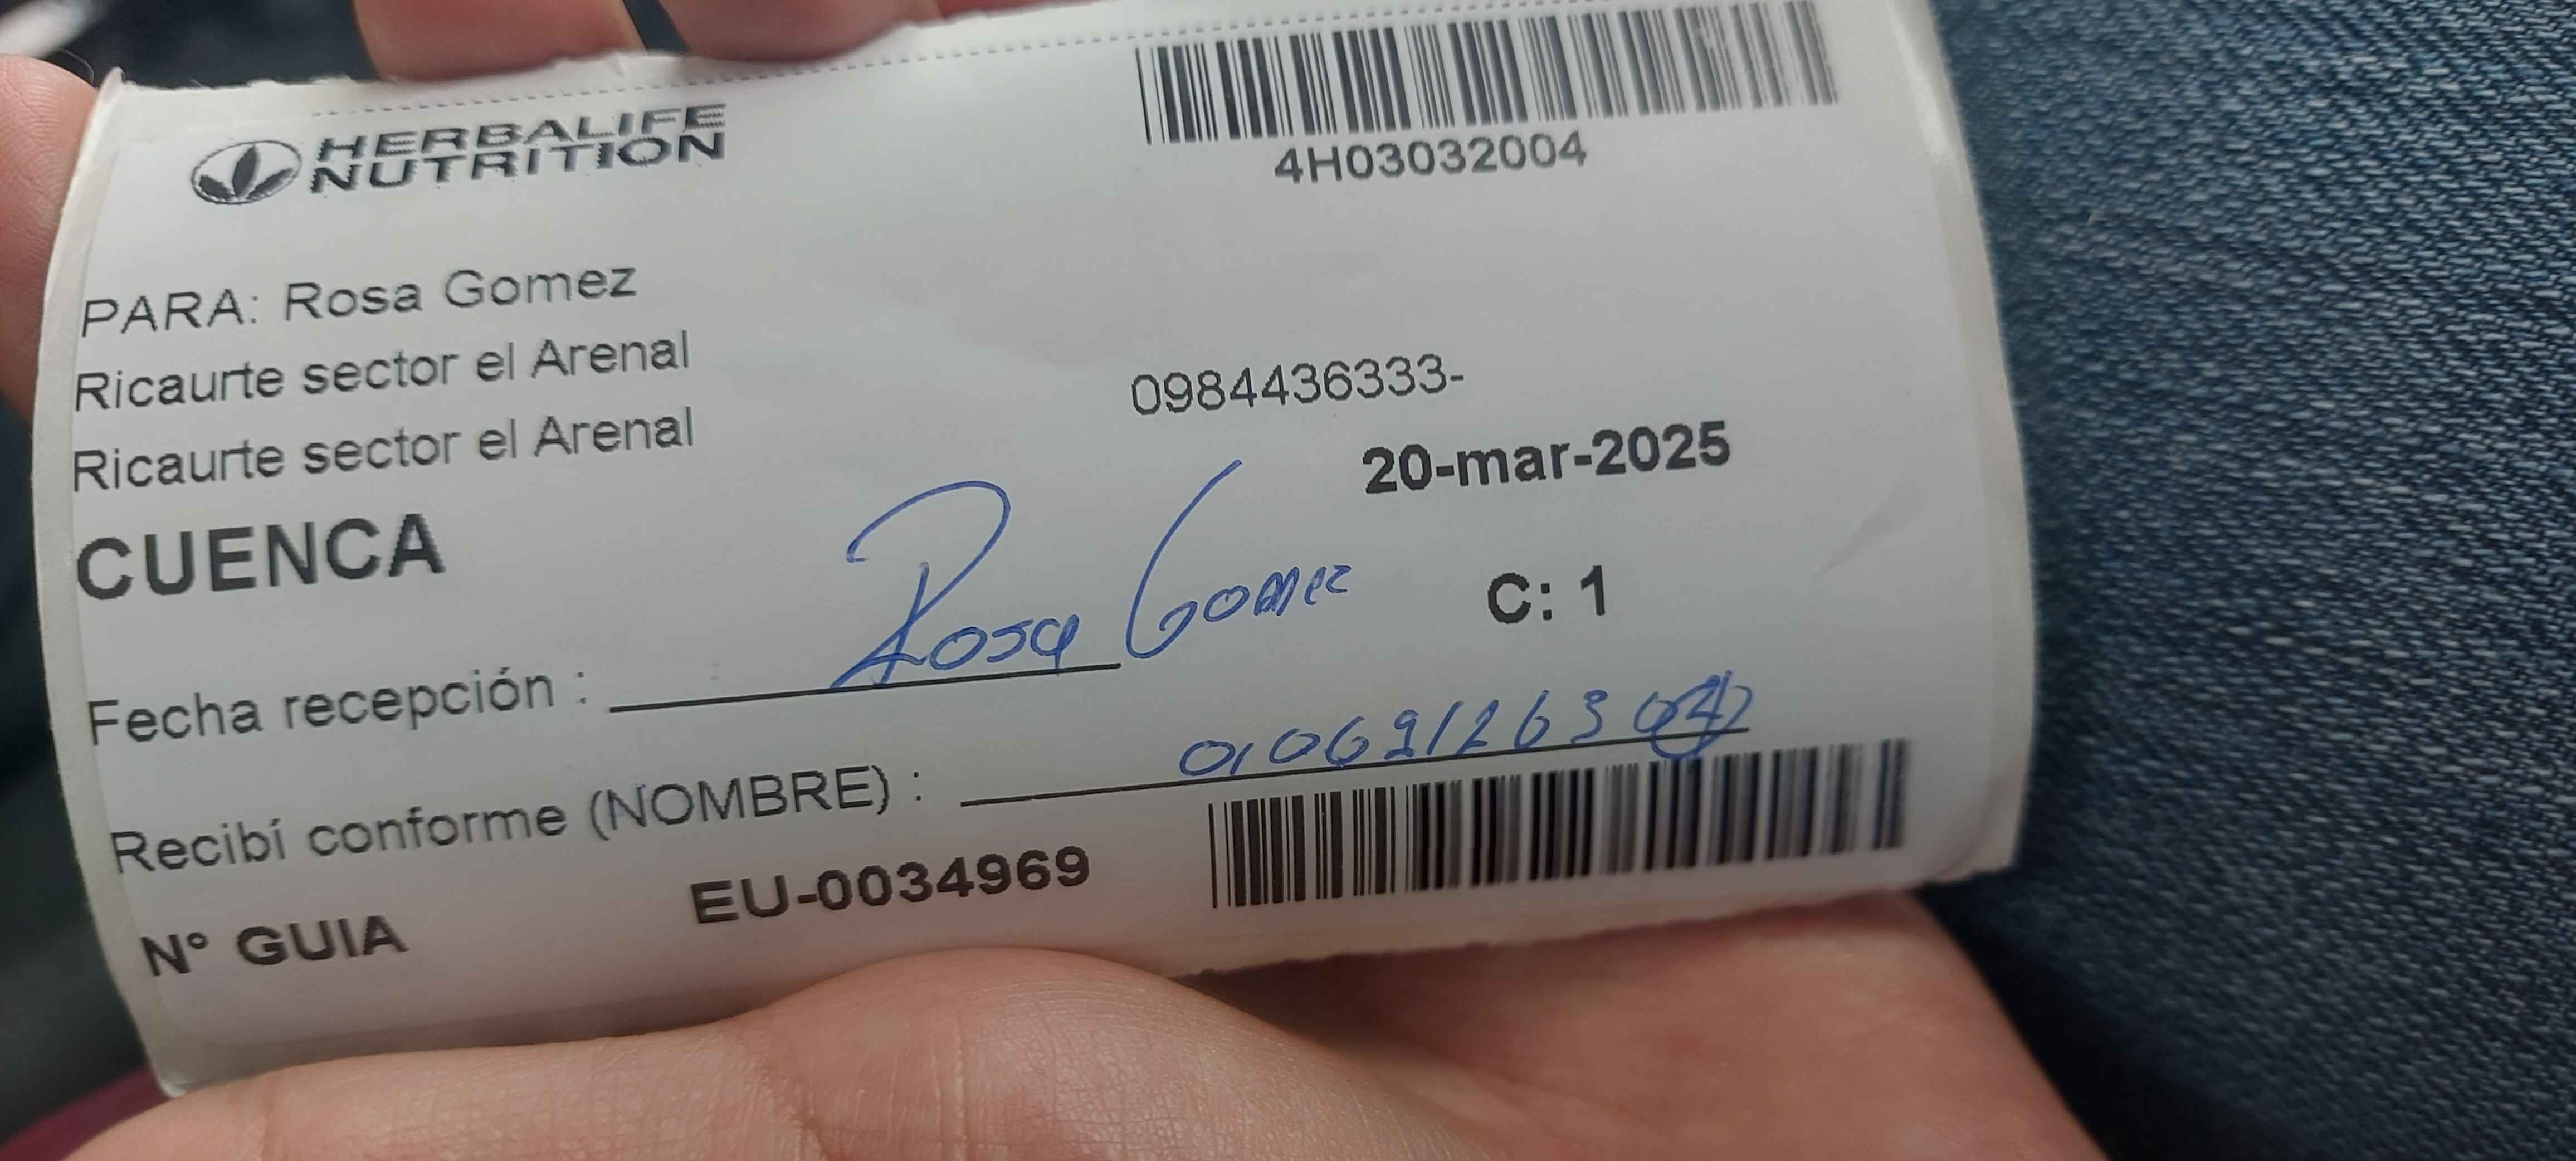 HERBALIFE
NUTRITION
4H03032004
PARA: Rosa Gomez
Ricaurte sector el Arenal
0984436333-
Ricaurte sector el Arenal
20-mar-2025
CUENCA
C: 1
Fecha recepción : Rosa Gomez
Recibí conforme (NOMBRE) :
N° GUIA EU-0034969